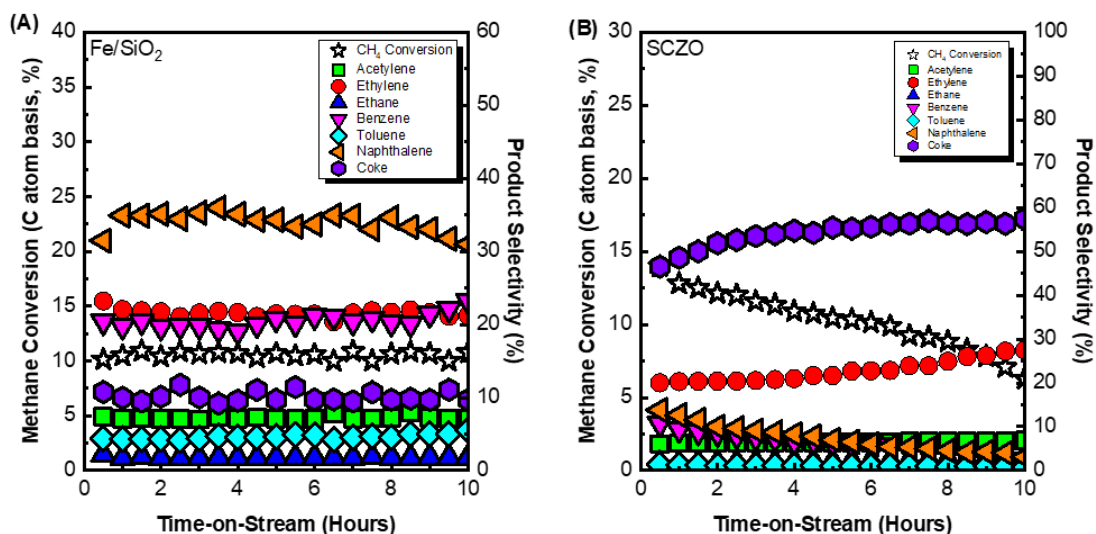 (A)
Fe/SiO2
CH4 Conversion
Acetylene
Ethylene
Ethane
Benzene
Toluene
Naphthalene
Coke
40
35
30
25
20
15
10
5
0
60
50
40
30
20
10
0
0 2 4 6 8 10
Methane Conversion (C atom basis, %)
Product Selectivity (%)
Time-on-Stream (Hours)
(B)
SCZO
CH4 Conversion
Acetylene
Ethylene
Ethane
Benzene
Toluene
Naphthalene
Coke
30
25
20
15
10
5
0
100
90
80
70
60
50
40
30
20
10
0
0 2 4 6 8 10
Methane Conversion (C atom basis, %)
Product Selectivity (%)
Time-on-Stream (Hours)